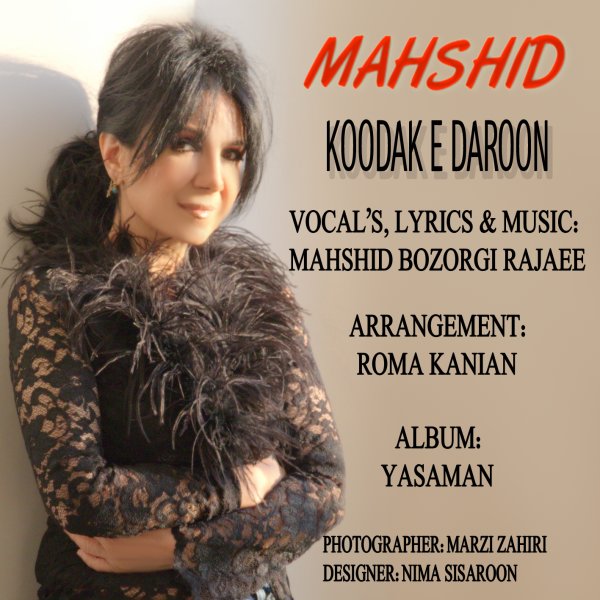 MAHSHID
KOODAK E DAROON
VOCAL'S, LYRICS & MUSIC:
MAHSHID BOZORGI RAJAEE
ARRANGEMENT:
ROMA KANIAN
ALBUM:
YASAMAN
PHOTOGRAPHER: MARZI ZAHIRI
DESIGNER: NIMA SISAROON